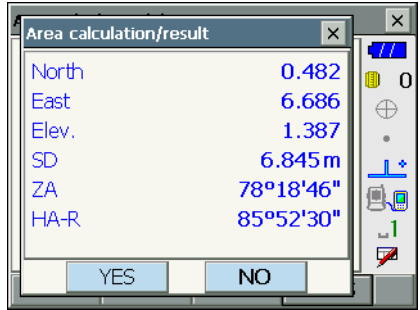 Area calculation/result
North 0.482
East 6.686
Elev. 1.387
SD 6.845 m
ZA 78°18'46"
HA-R 85°52'30"
YES NO
0
1